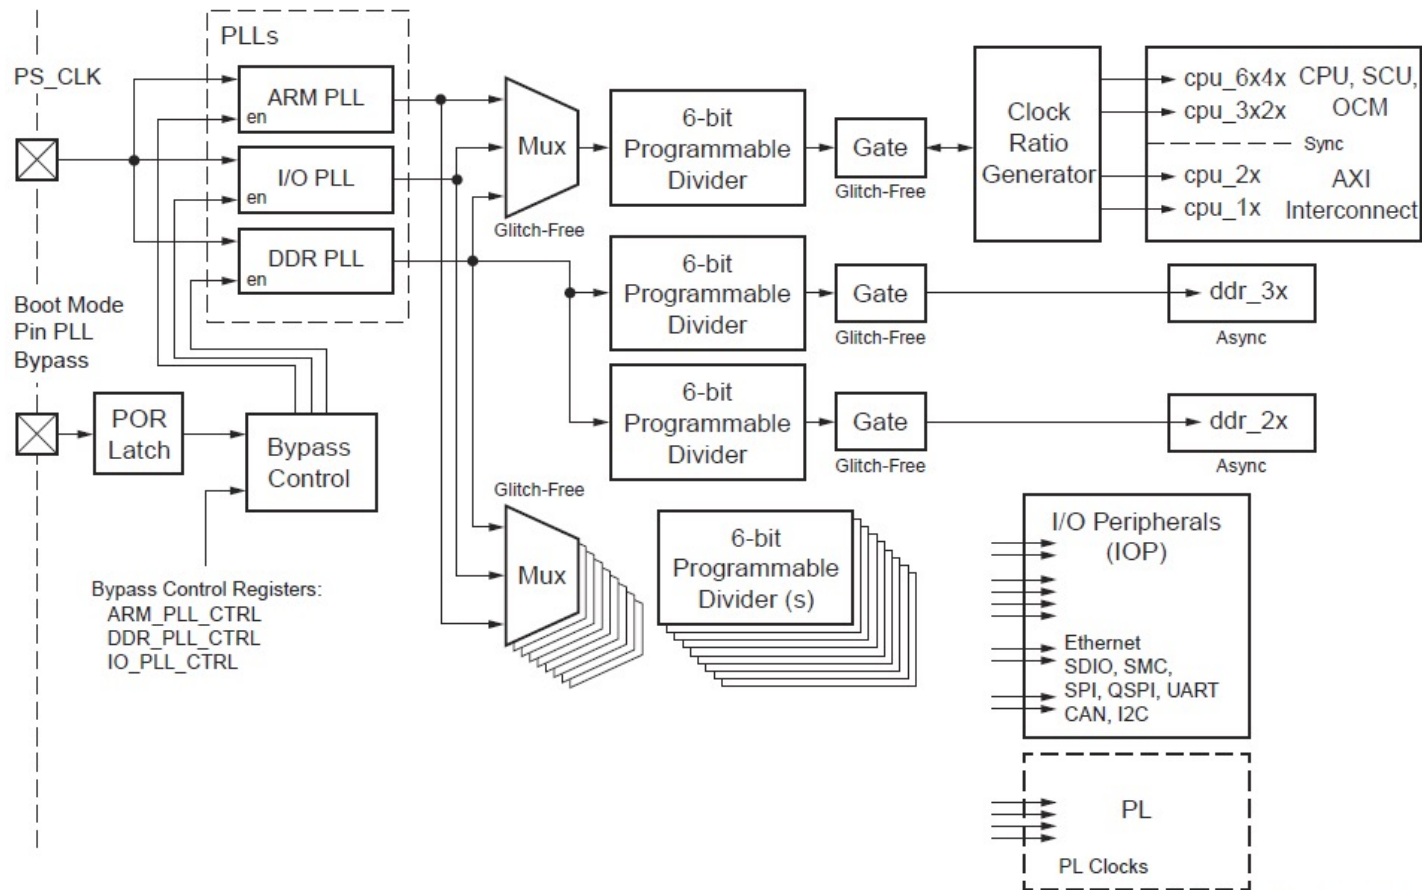 PLLs
PS_CLK
ARM PLL
en
I/O PLL
en
DDR PLL
en
Boot Mode
Pin PLL
Bypass
POR
Latch
Bypass
Control
Bypass Control Registers:
ARM_PLL_CTRL
DDR_PLL_CTRL
IO_PLL_CTRL
Mux
Glitch-Free
6-bit
Programmable
Divider
Gate
Glitch-Free
Clock
Ratio
Generator
cpu_6x4x
cpu_3x2x
CPU, SCU,
OCM
Sync
cpu_2x
cpu_1x
AXI
Interconnect
6-bit
Programmable
Divider
Gate
Glitch-Free
ddr_3x
Async
6-bit
Programmable
Divider
Gate
Glitch-Free
ddr_2x
Async
Glitch-Free
Mux
6-bit
Programmable
Divider (s)
I/O Peripherals
(IOP)
Ethernet
SDIO, SMC,
SPI, QSPI, UART
CAN, I2C
PL
PL Clocks